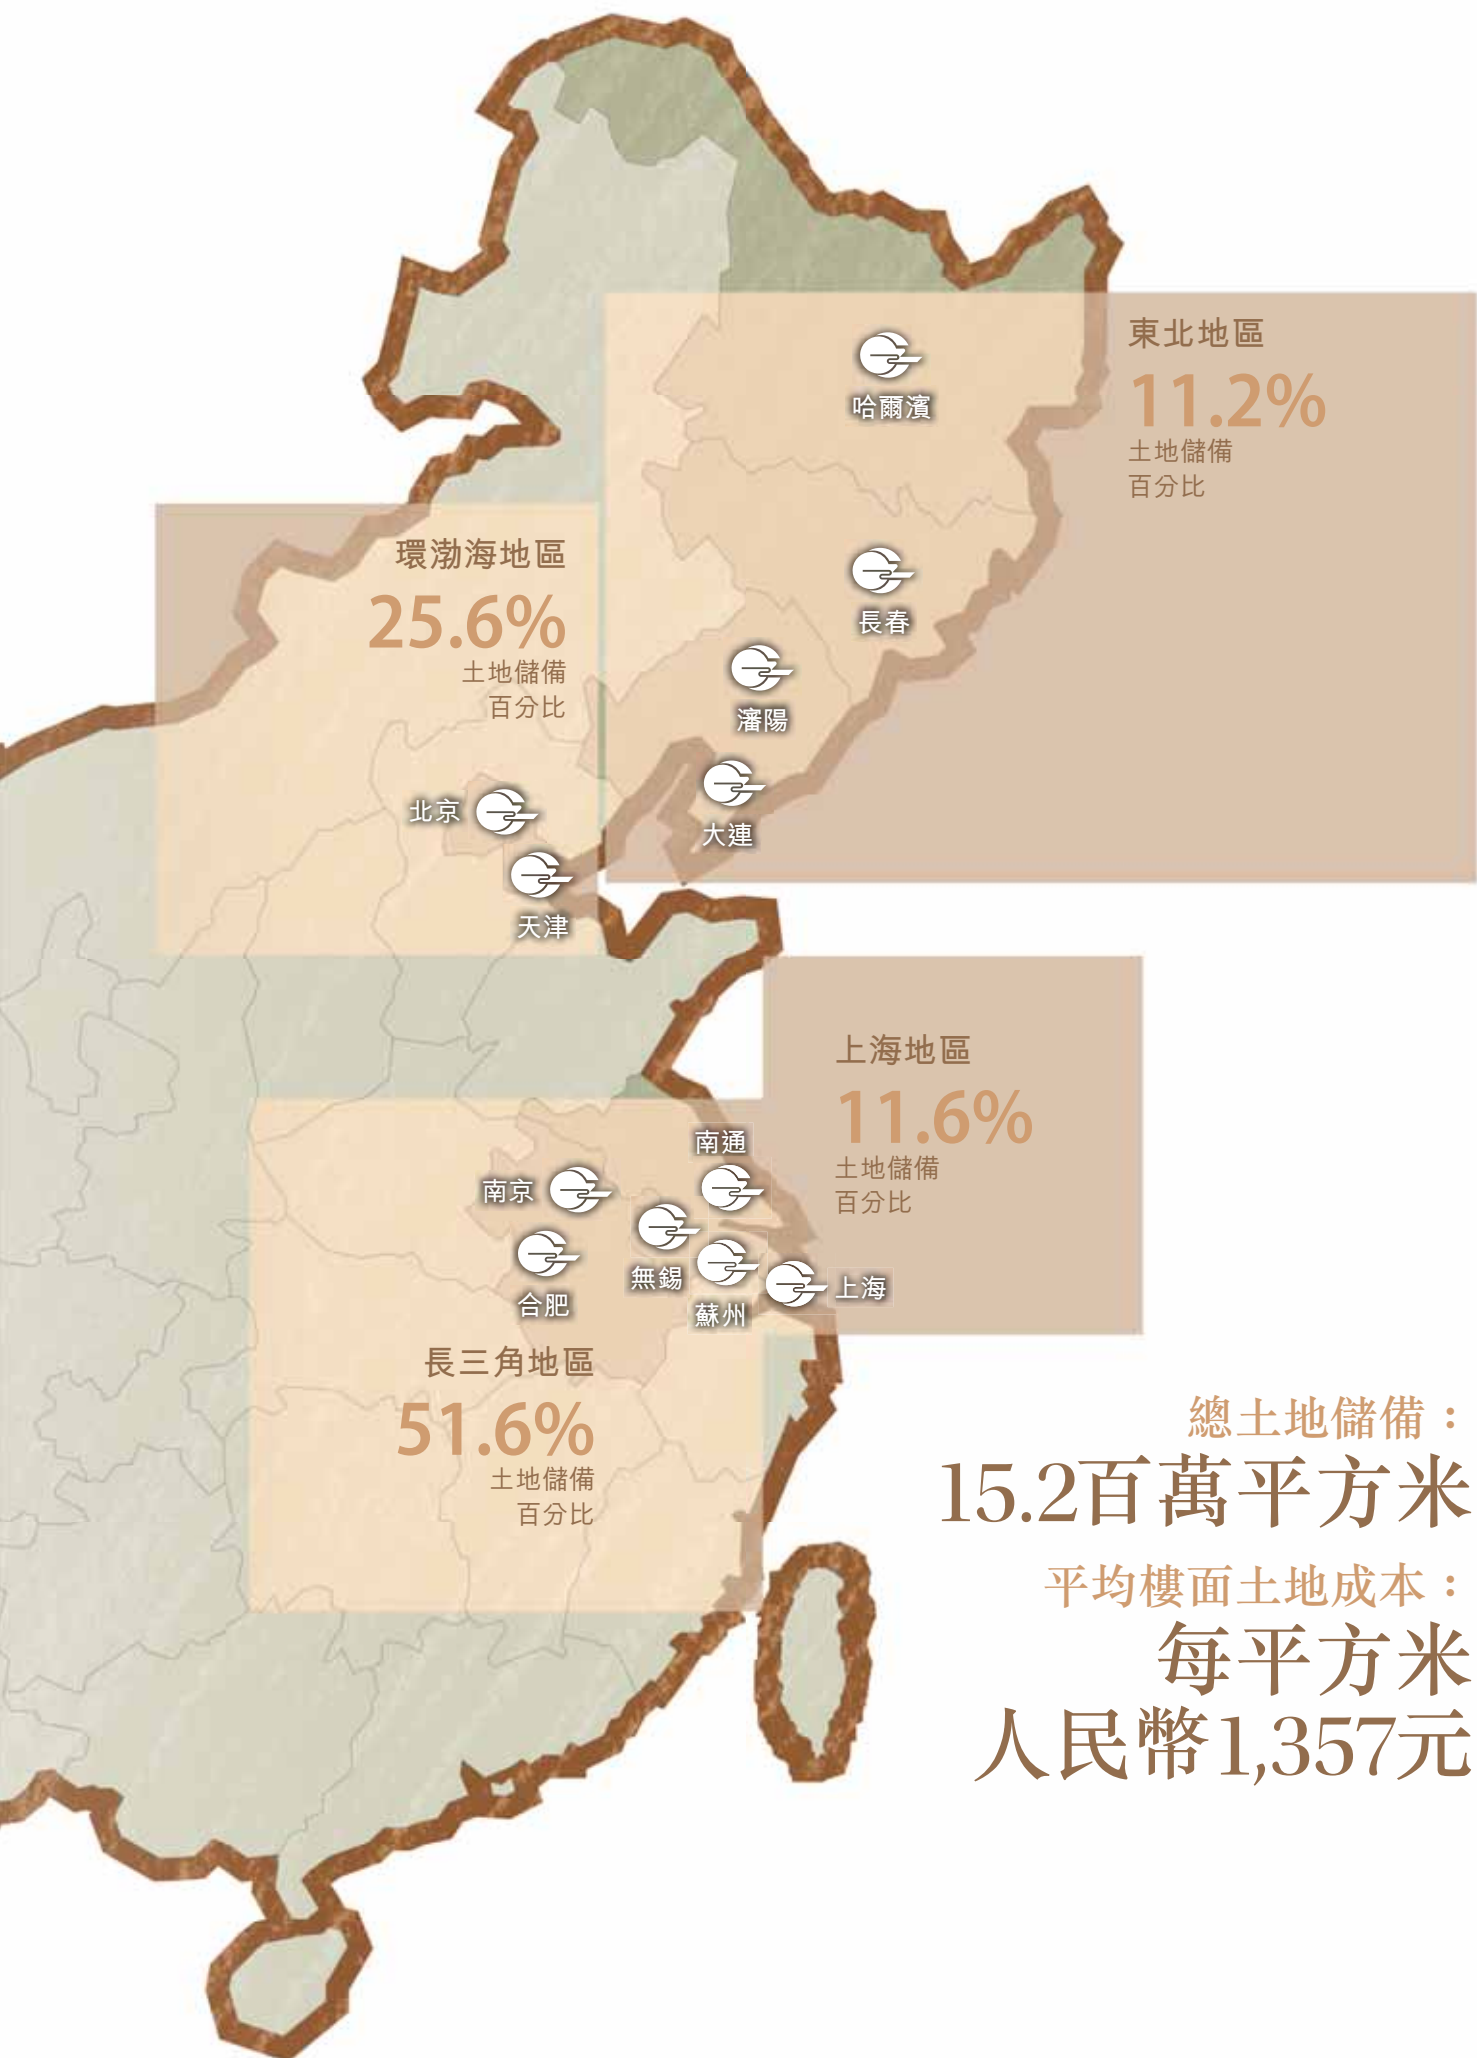 東北地區
11.2%
土地儲備
百分比
哈爾濱
長春
瀋陽
大連
環渤海地區
25.6%
土地儲備
百分比
北京
天津
上海地區
11.6%
土地儲備
百分比
南通
南京
無錫
合肥
蘇州
上海
長三角地區
51.6%
土地儲備
百分比
總土地儲備：
15.2百萬平方米
平均樓面土地成本：
每平方米
人民幣1,357元